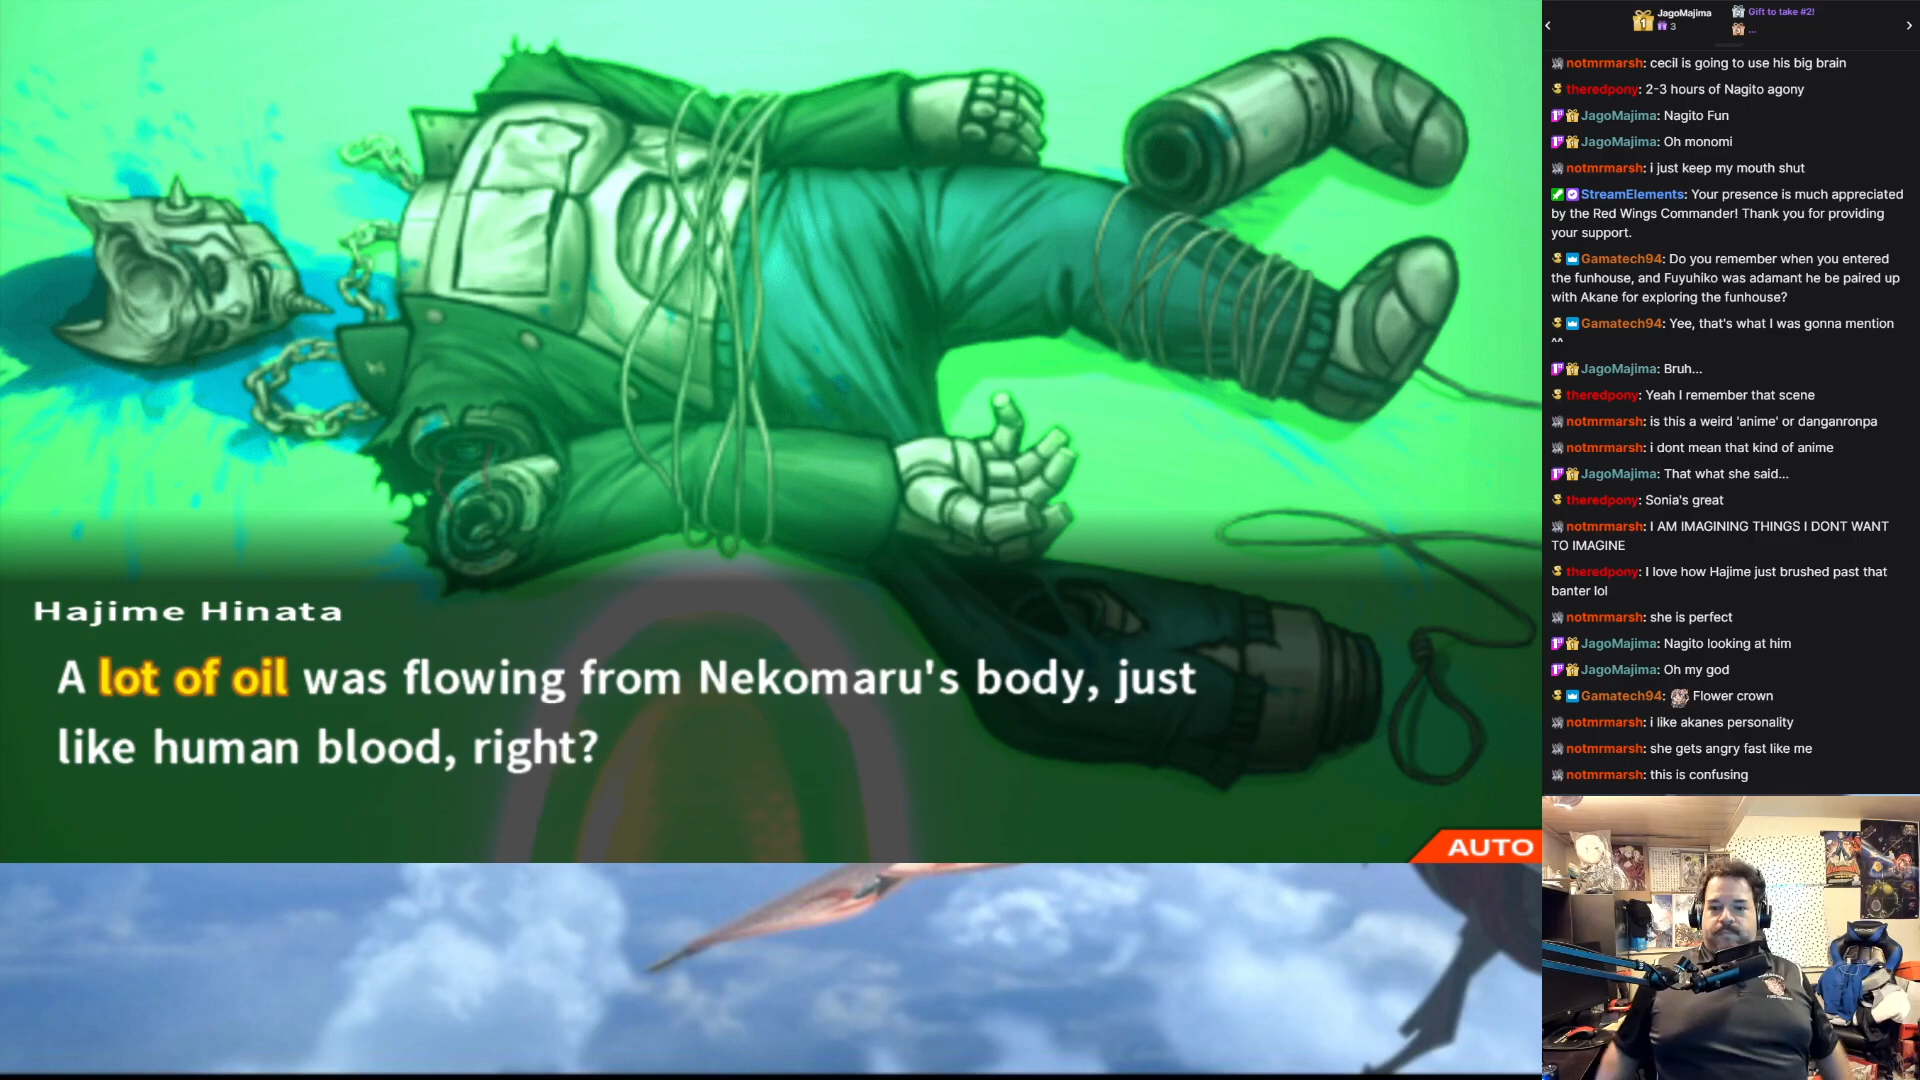 Hajime Hinata
A lot of oil was flowing from Nekomaru's body, just
like human blood, right?
AUTO
JagoMajima
3
Gift to take #2!
...
notmrmarsh: cecil is going to use his big brain
theredpony: 2-3 hours of Nagito agony
JagoMajima: Nagito Fun
JagoMajima: Oh monomi
notmrmarsh: i just keep my mouth shut
StreamElements: Your presence is much appreciated
by the Red Wings Commander! Thank you for providing
your support.
Gamatech94: Do you remember when you entered
the funhouse, and Fuyuhiko was adamant he be paired up
with Akane for exploring the funhouse?
Gamatech94: Yee, that's what I was gonna mention
^^
JagoMajima: Bruh...
theredpony: Yeah I remember that scene
notmrmarsh: is this a weird 'anime' or danganronpa
notmrmarsh: i dont mean that kind of anime
JagoMajima: That what she said...
theredpony: Sonia's great
notmrmarsh: I AM IMAGINING THINGS I DONT WANT
TO IMAGINE
theredpony: I love how Hajime just brushed past that
banter lol
notmrmarsh: she is perfect
JagoMajima: Nagito looking at him
JagoMajima: Oh my god
Gamatech94: Flower crown
notmrmarsh: i like akanes personality
notmrmarsh: she gets angry fast like me
notmrmarsh: this is confusing